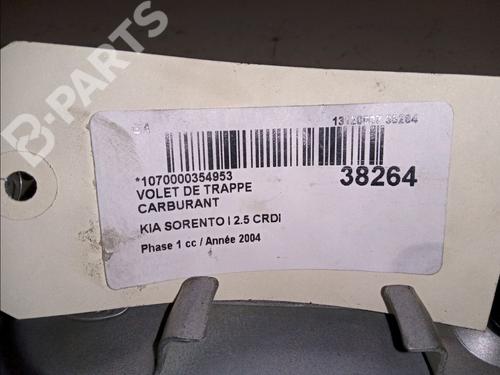 B-PARTS
*1070000354953
38264
VOLET DE TRAPPE
CARBURANT
KIA SORENTO I 2.5 CRDI
Phase 1 cc / Année 2004